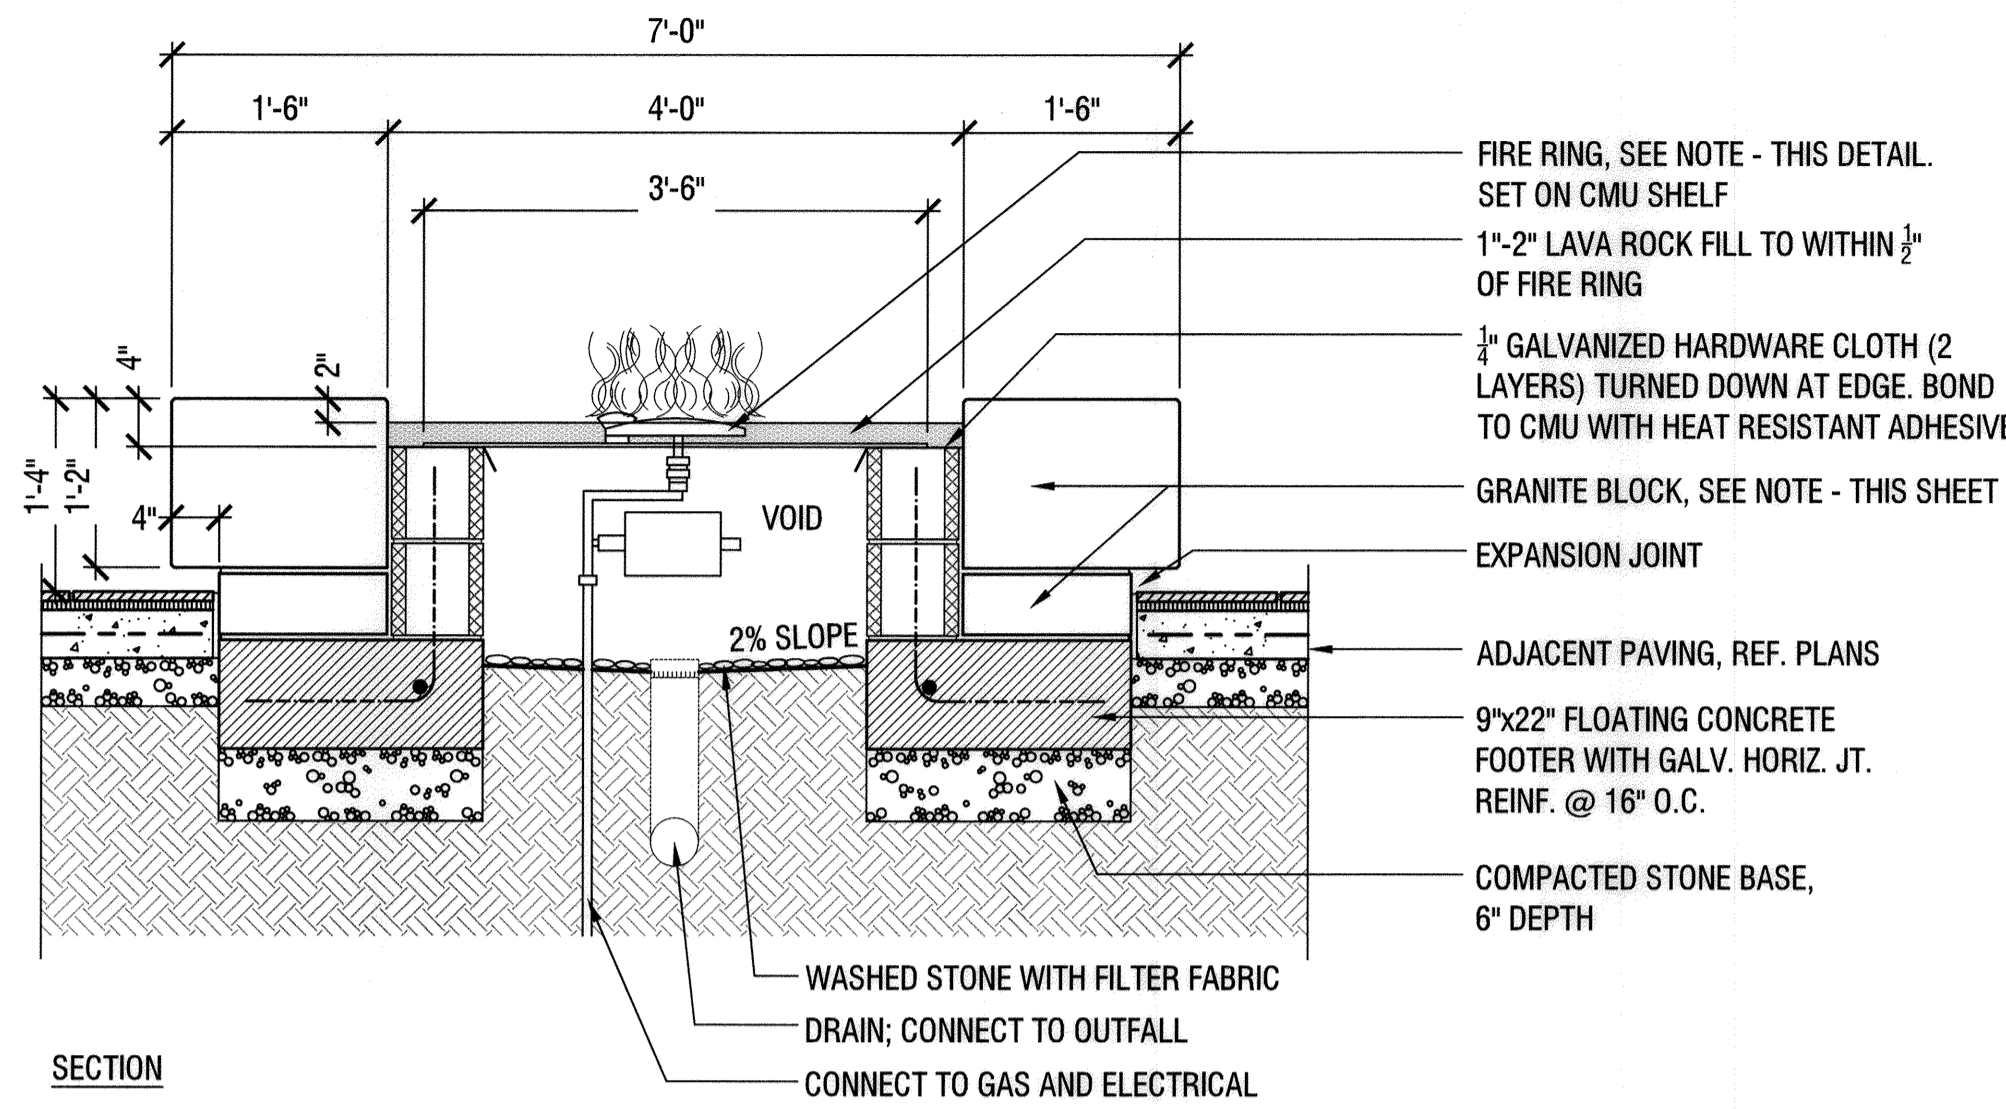 7'-0"
1'-6" 4'-0" 1'-6"
3'-6"
4"
2"
1'-4"
1'-2"
4"
VOID
2% SLOPE
FIRE RING, SEE NOTE - THIS DETAIL.
SET ON CMU SHELF
1"-2" LAVA ROCK FILL TO WITHIN 1/2"
OF FIRE RING
1/4" GALVANIZED HARDWARE CLOTH (2
LAYERS) TURNED DOWN AT EDGE. BOND
TO CMU WITH HEAT RESISTANT ADHESIVE
GRANITE BLOCK, SEE NOTE - THIS SHEET
EXPANSION JOINT
ADJACENT PAVING, REF. PLANS
9"x22" FLOATING CONCRETE
FOOTER WITH GALV. HORIZ. JT.
REINF. @ 16" O.C.
COMPACTED STONE BASE,
6" DEPTH
WASHED STONE WITH FILTER FABRIC
DRAIN; CONNECT TO OUTFALL
CONNECT TO GAS AND ELECTRICAL
SECTION